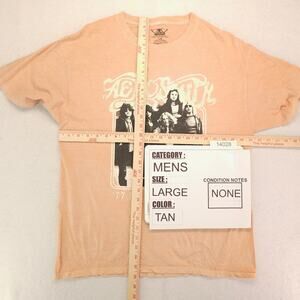 AEROSMITH
14028
CATEGORY :
MENS
SIZE :
LARGE
CONDITION NOTES
NONE
COLOR :
TAN